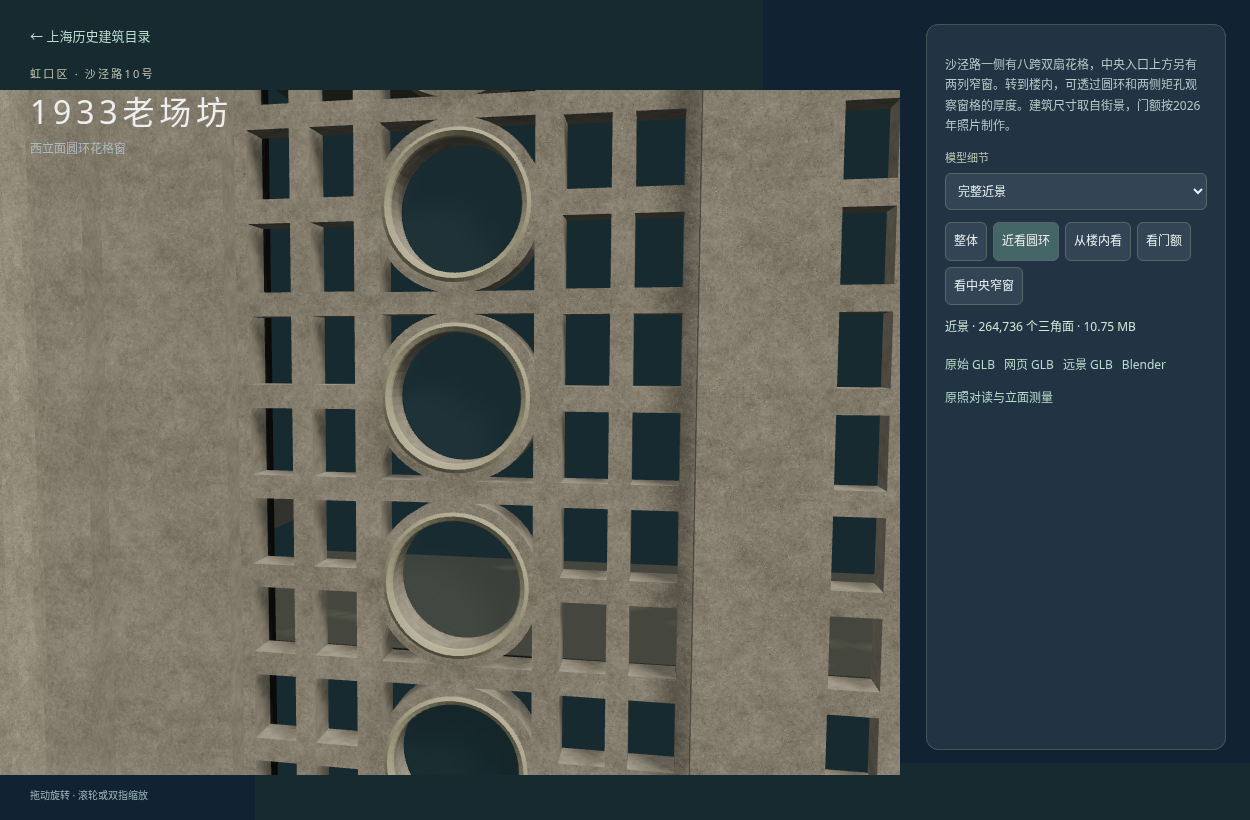 ← 上海历史建筑目录
虹口区 · 沙泾路10号
1933老场坊
西立面圆环花格窗
沙泾路一侧有八跨双扇花格，中央入口上方另有
两列窄窗。转到楼内，可透过圆环和两侧矩孔观
察窗格的厚度。建筑尺寸取自街景，门额按2026
年照片制作。
模型细节
完整近景
整体 近看圆环 从楼内看 看门额
看中央窄窗
近景 · 264,736 个三角面 · 10.75 MB
原始 GLB 网页 GLB 远景 GLB Blender
原照对读与立面测量
拖动旋转 · 滚轮或双指缩放